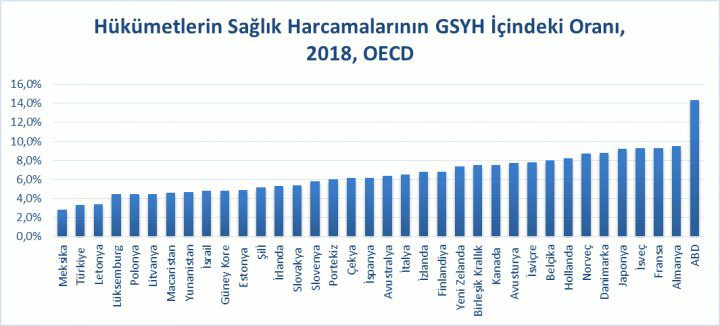 Hükümetlerin Sağlık Harcamalarının GSYH İçindeki Oranı,
2018, OECD
16,0%
14,0%
12,0%
10,0%
8,0%
6,0%
4,0%
2,0%
0,0%
Meksika
Türkiye
Letonya
Lüksemburg
Polonya
Litvanya
Macaristan
Yunanistan
İsrail
Güney Kore
Estonya
Şili
İrlanda
Slovakya
Slovenya
Portekiz
Çekya
İspanya
Avustralya
İtalya
İzlanda
Finlandiya
Yeni Zelanda
Birleşik Krallık
Kanada
Avusturya
İsviçre
Belçika
Hollanda
Norveç
Danimarka
Japonya
İsveç
Fransa
Almanya
ABD